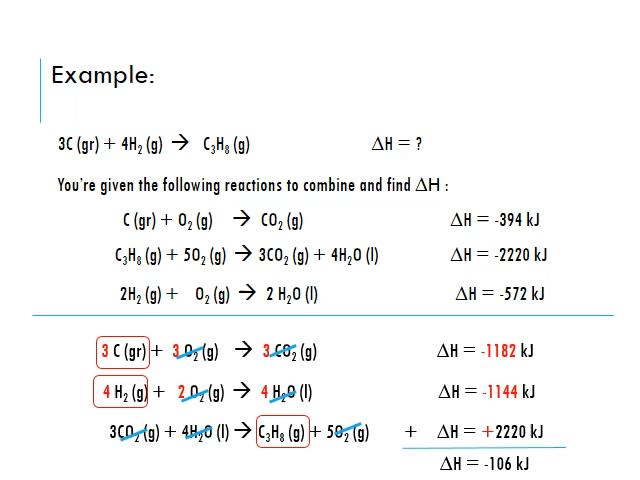 Example:
3C (gr) + 4H₂ (g) → C₃H₈ (g) ΔH = ?
You're given the following reactions to combine and find ΔH :
C (gr) + O₂ (g) → CO₂ (g) ΔH = -394 kJ
C₃H₈ (g) + 5O₂ (g) → 3CO₂ (g) + 4H₂O (l) ΔH = -2220 kJ
2H₂ (g) + O₂ (g) → 2 H₂O (l) ΔH = -572 kJ
3 C (gr) + 3 O₂ (g) → 3 CO₂ (g) ΔH = -1182 kJ
4 H₂ (g) + 2 O₂ (g) → 4 H₂O (l) ΔH = -1144 kJ
3CO₂ (g) + 4H₂O (l) → C₃H₈ (g) + 5O₂ (g) + ΔH = +2220 kJ
ΔH = -106 kJ